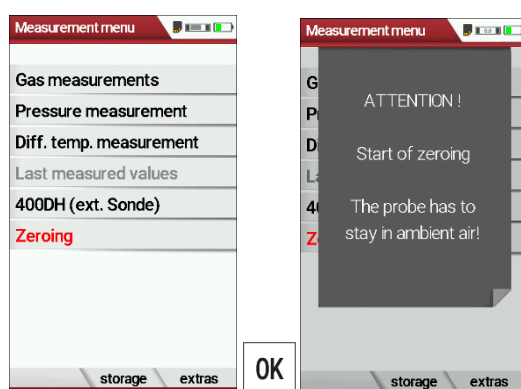 Measurement menu
Gas measurements
Pressure measurement
Diff. temp. measurement
Last measured values
400DH (ext. Sonde)
Zeroing
storage extras
OK
Measurement menu
G
P
D
L
4
Z
ATTENTION !
Start of zeroing
The probe has to
stay in ambient air!
storage extras